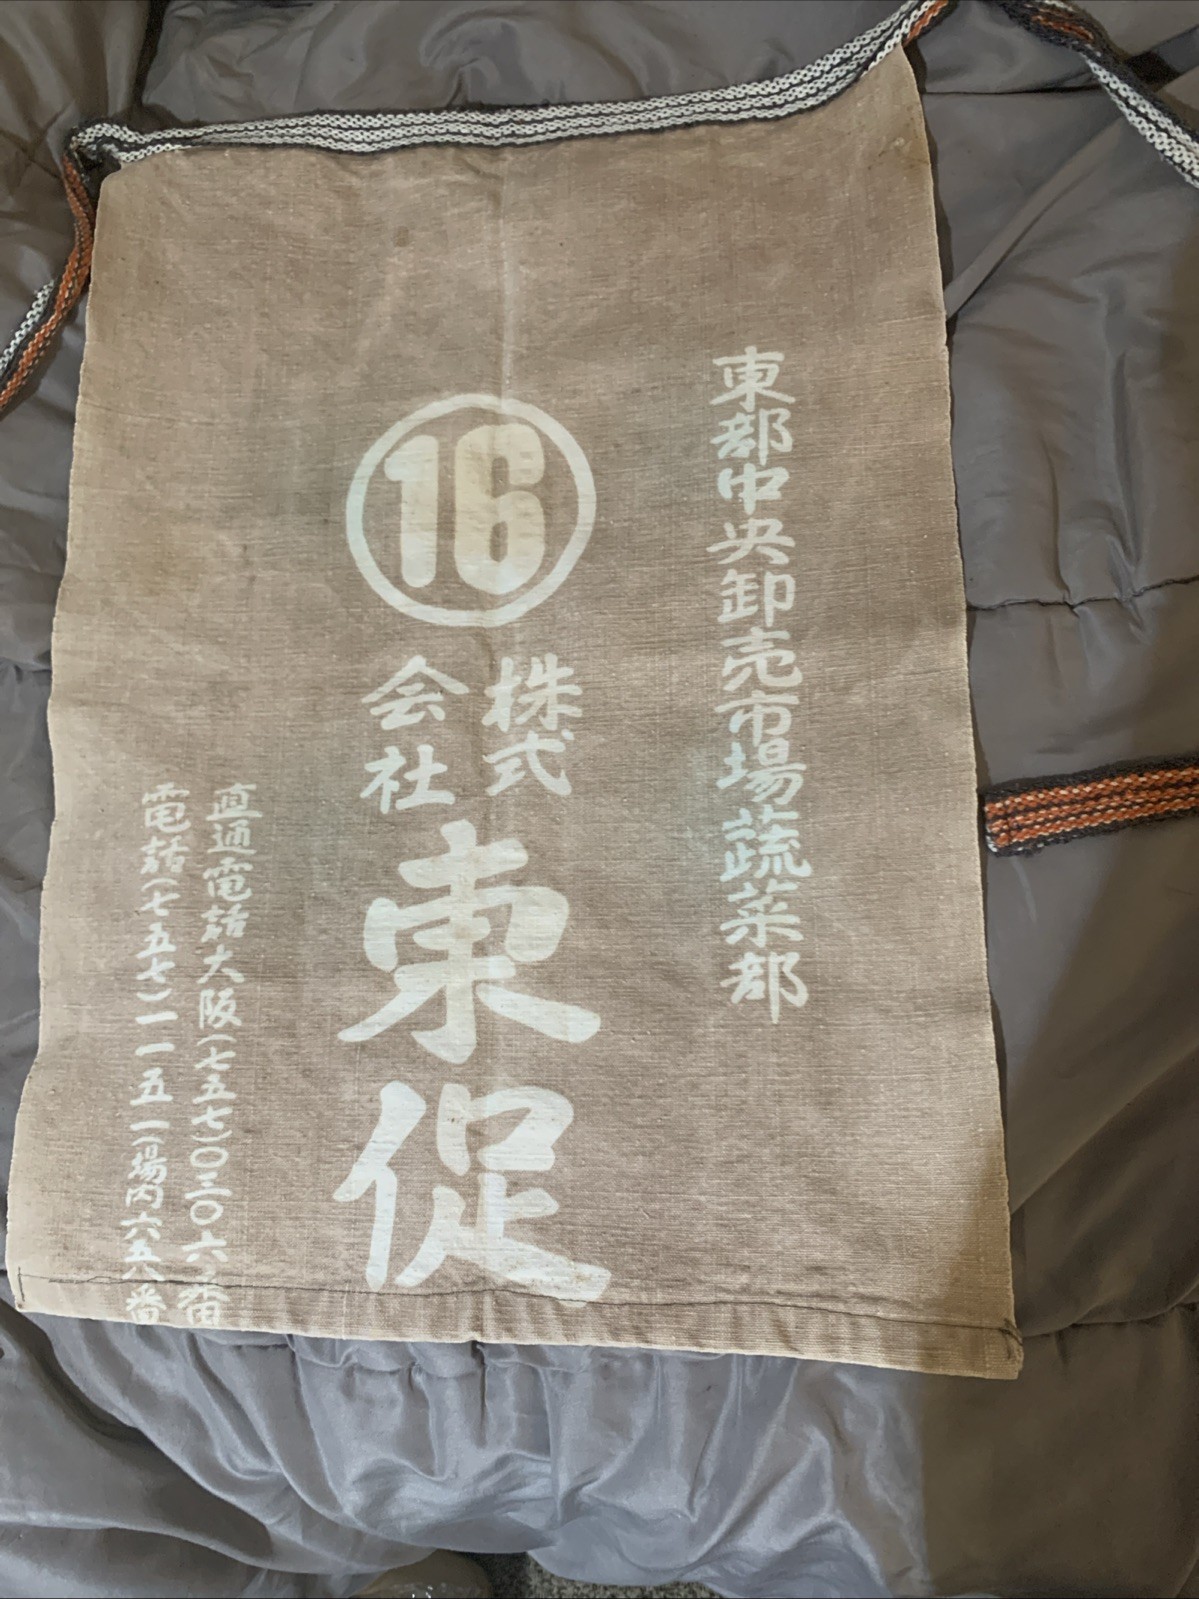 東部中央卸売市場蔬菜部
16
株式
会社
東促
直通電話大阪(七五七)〇三〇六番
電話(七五七)一一五一(場内六五八番